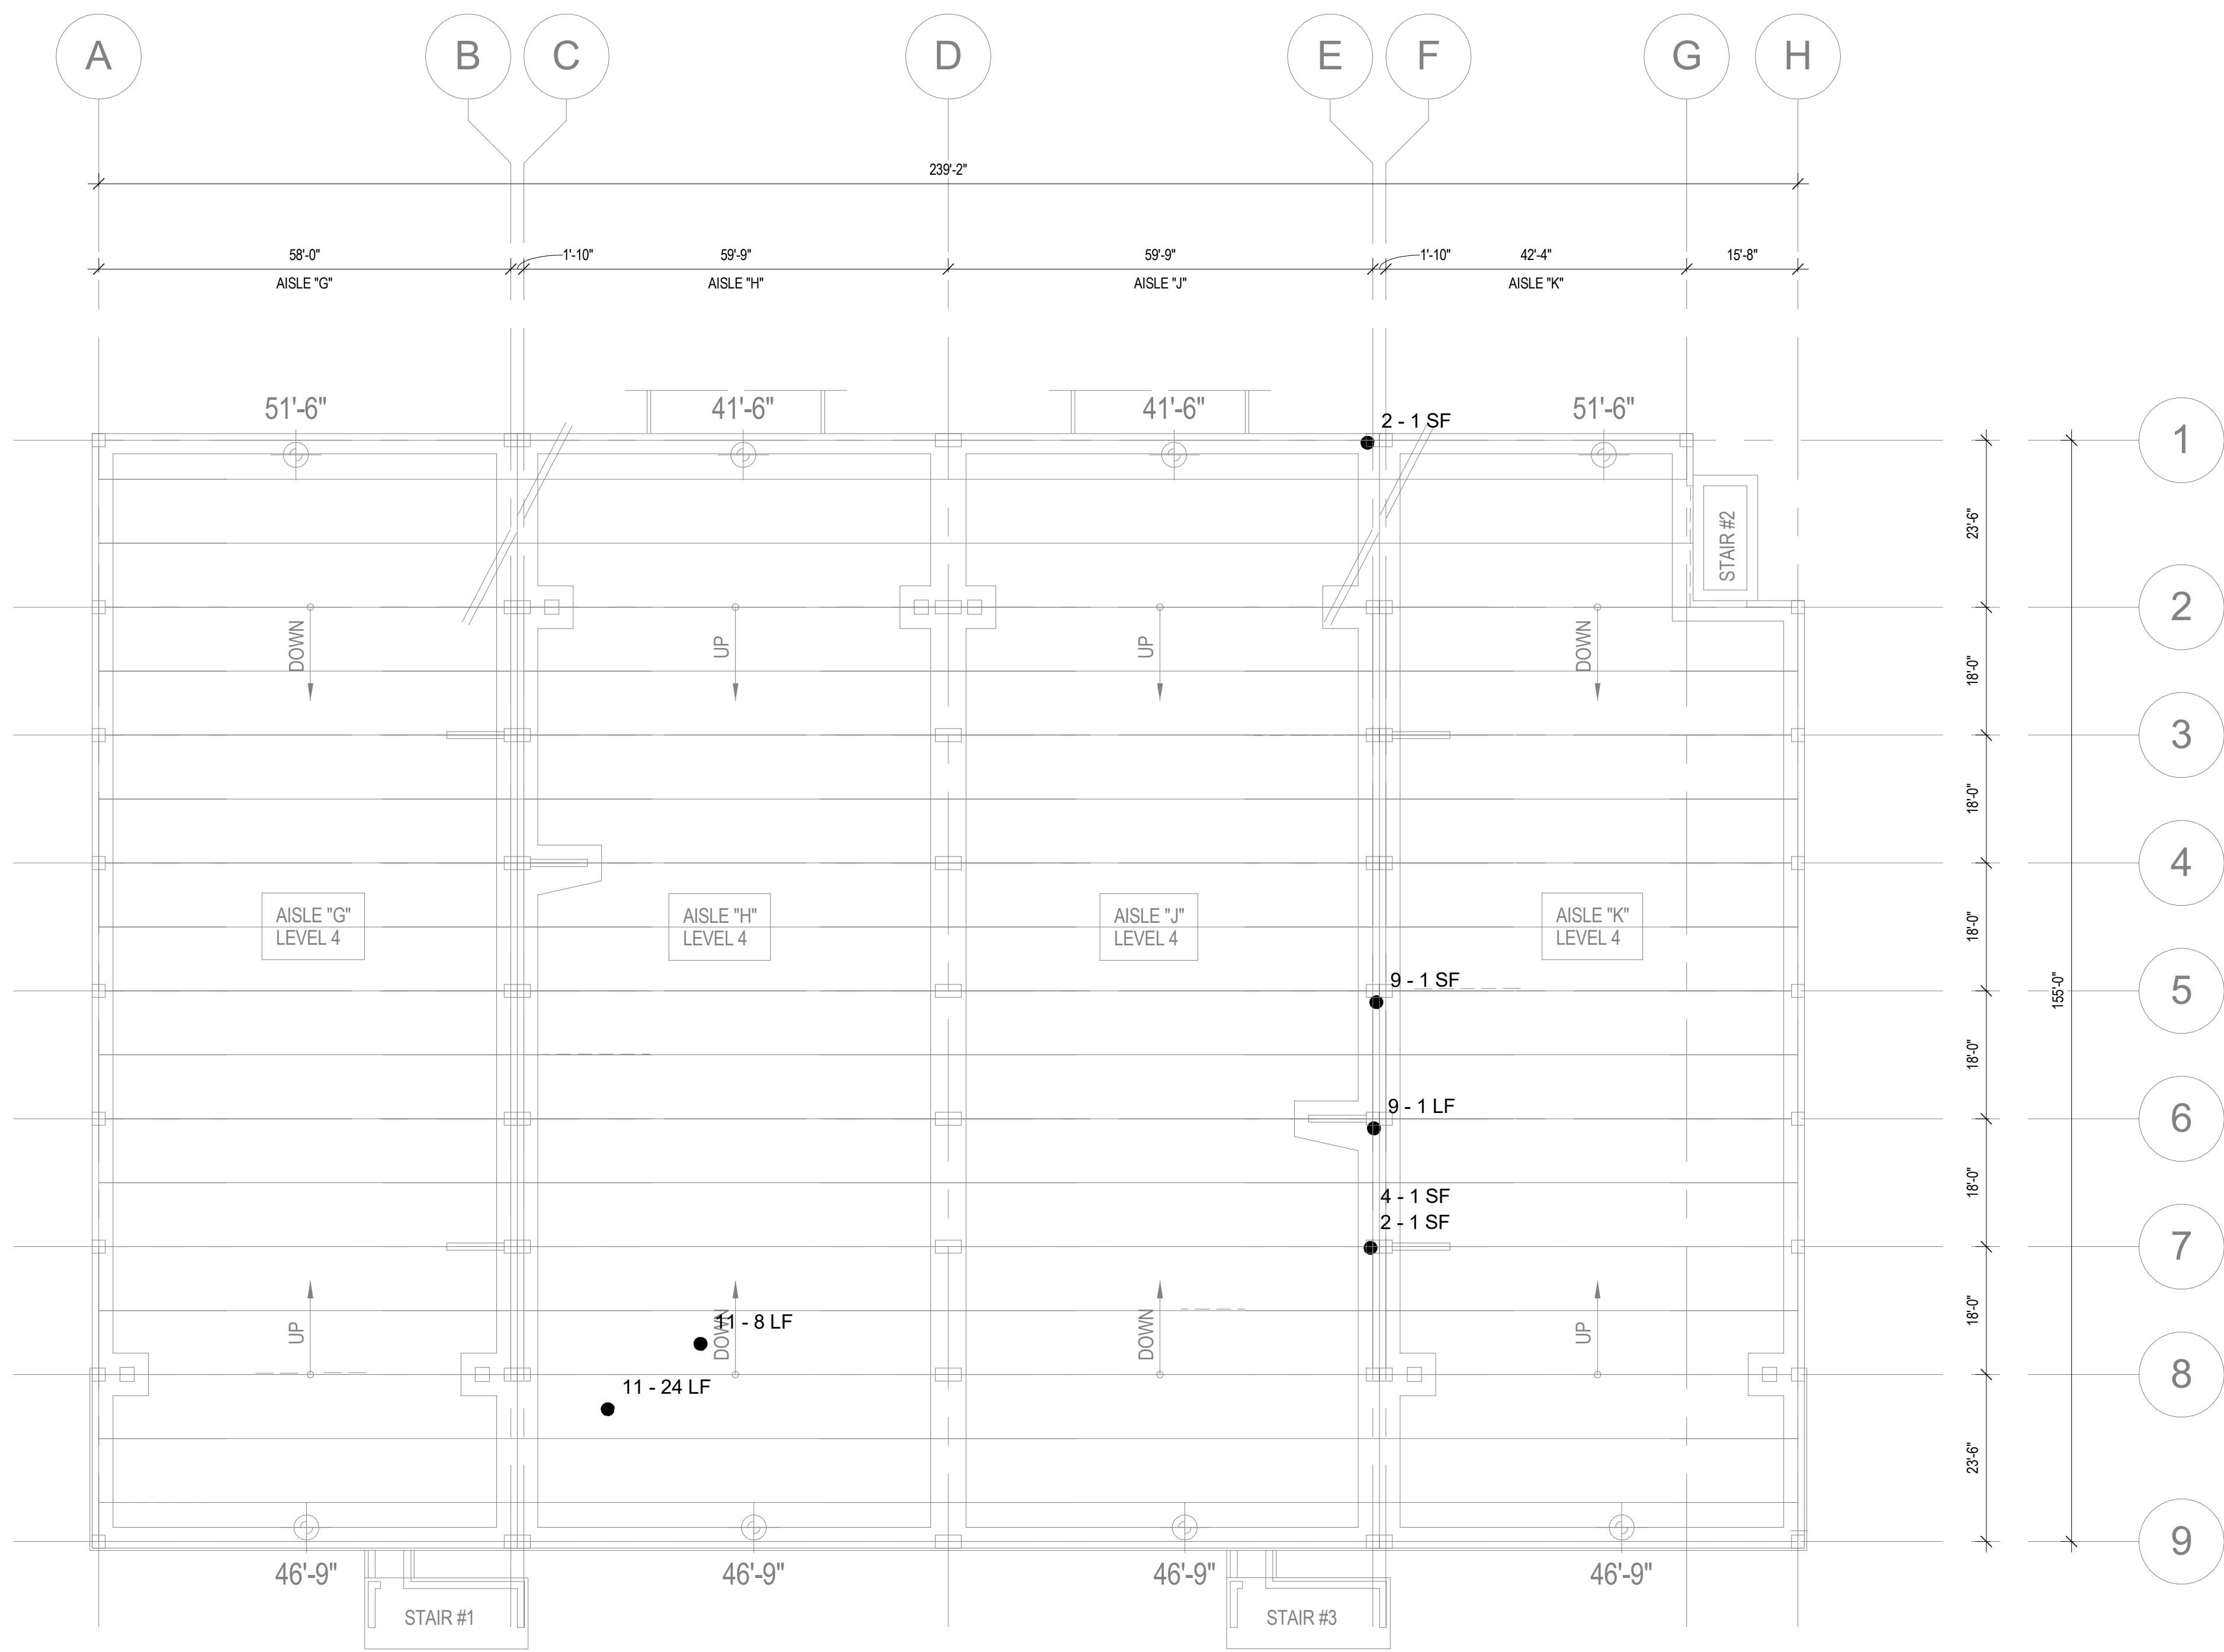 A B C D E F G H
239'-2"
58'-0" 1'-10" 59'-9" 59'-9" 1'-10" 42'-4" 15'-8"
AISLE "G" AISLE "H" AISLE "J" AISLE "K"
51'-6" 41'-6" 41'-6" 51'-6"
2 - 1 SF
1
23'-6"
STAIR #2
2
DOWN UP UP DOWN
18'-0"
3
18'-0"
4
AISLE "G"
LEVEL 4
AISLE "H"
LEVEL 4
AISLE "J"
LEVEL 4
AISLE "K"
LEVEL 4
18'-0"
9 - 1 SF
5
155'-0"
18'-0"
9 - 1 LF
6
4 - 1 SF
18'-0"
2 - 1 SF
7
UP DOWN DOWN UP
11 - 8 LF
18'-0"
8
11 - 24 LF
23'-6"
9
46'-9" 46'-9" 46'-9" 46'-9"
STAIR #1 STAIR #3